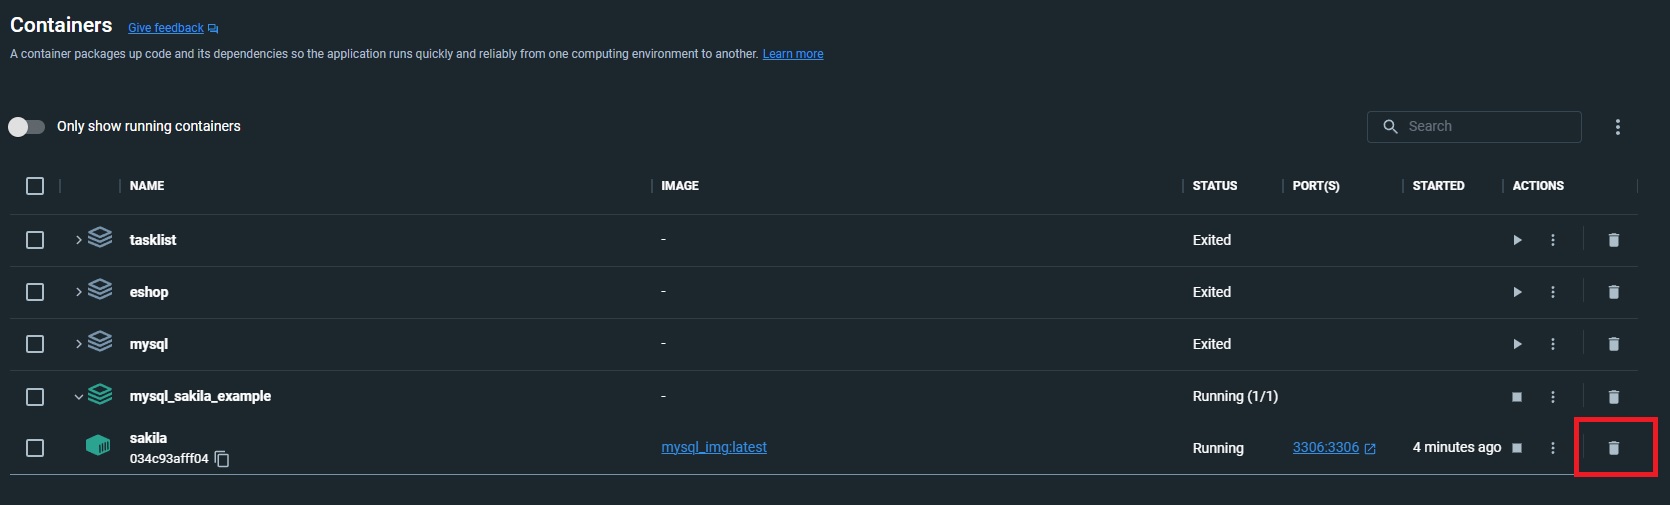 Containers Give feedback
A container packages up code and its dependencies so the application runs quickly and reliably from one computing environment to another. Learn more
Only show running containers Search
NAME IMAGE STATUS PORT(S) STARTED ACTIONS
tasklist - Exited
eshop - Exited
mysql - Exited
mysql_sakila_example - Running (1/1)
sakila
034c93afff04 mysql_img:latest Running 3306:3306 4 minutes ago